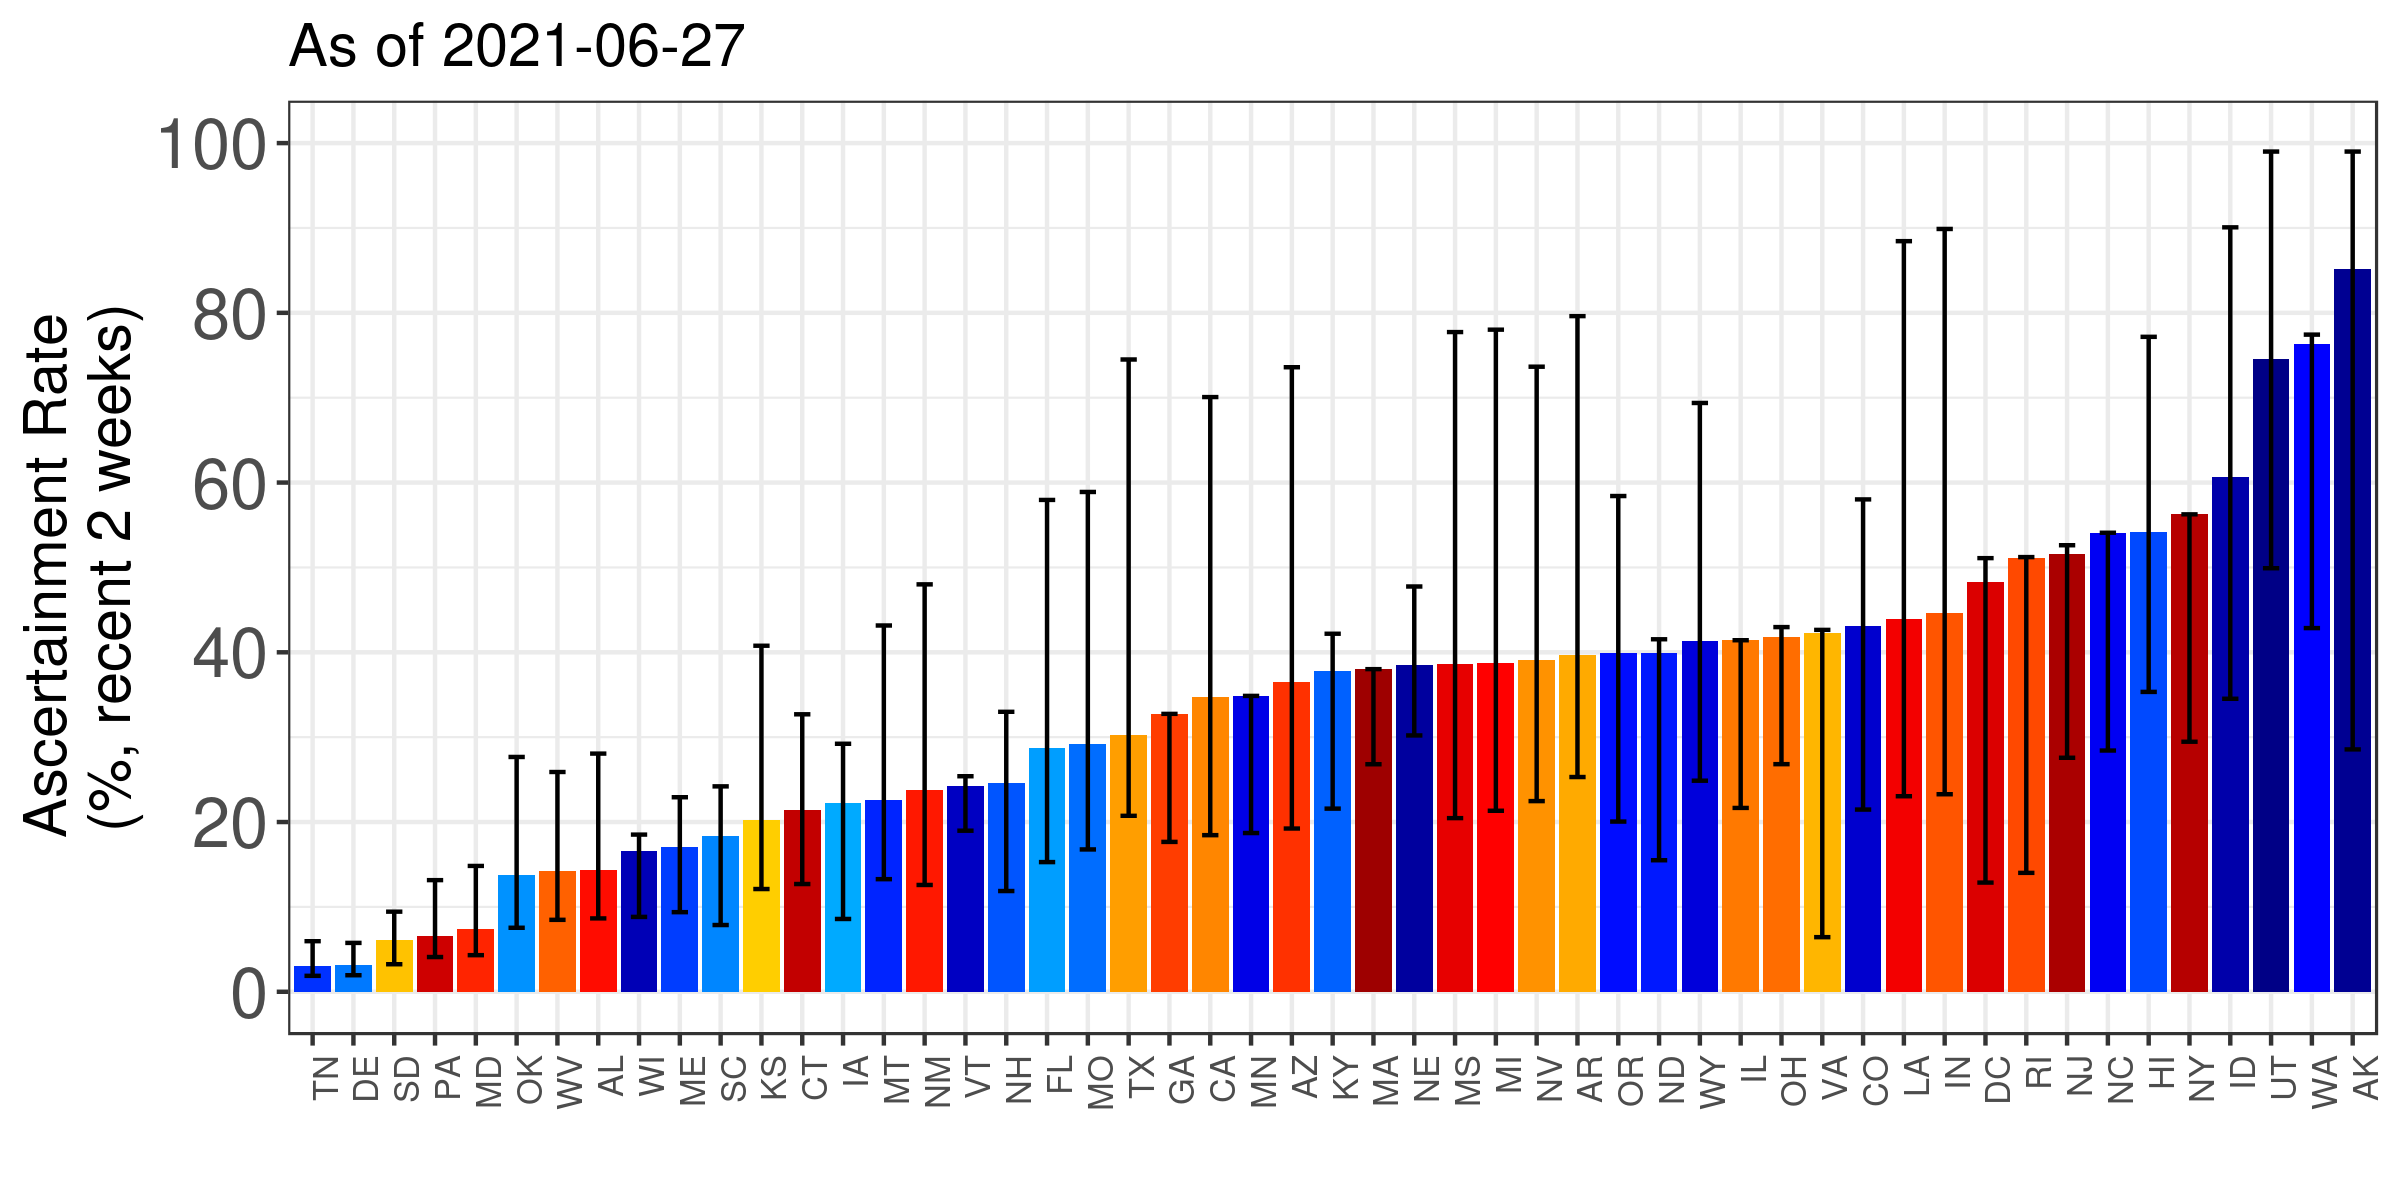 As of 2021-06-27
Ascertainment Rate
(%, recent 2 weeks)
100
80
60
40
20
0
TN DE SD PA MD OK WV AL WI ME SC KS CT IA MT NM VT NH FL MO TX GA CA MN AZ KY MA NE MS MI NV AR OR ND WY IL OH VA CO LA IN DC RI NJ NC HI NY ID UT WA AK